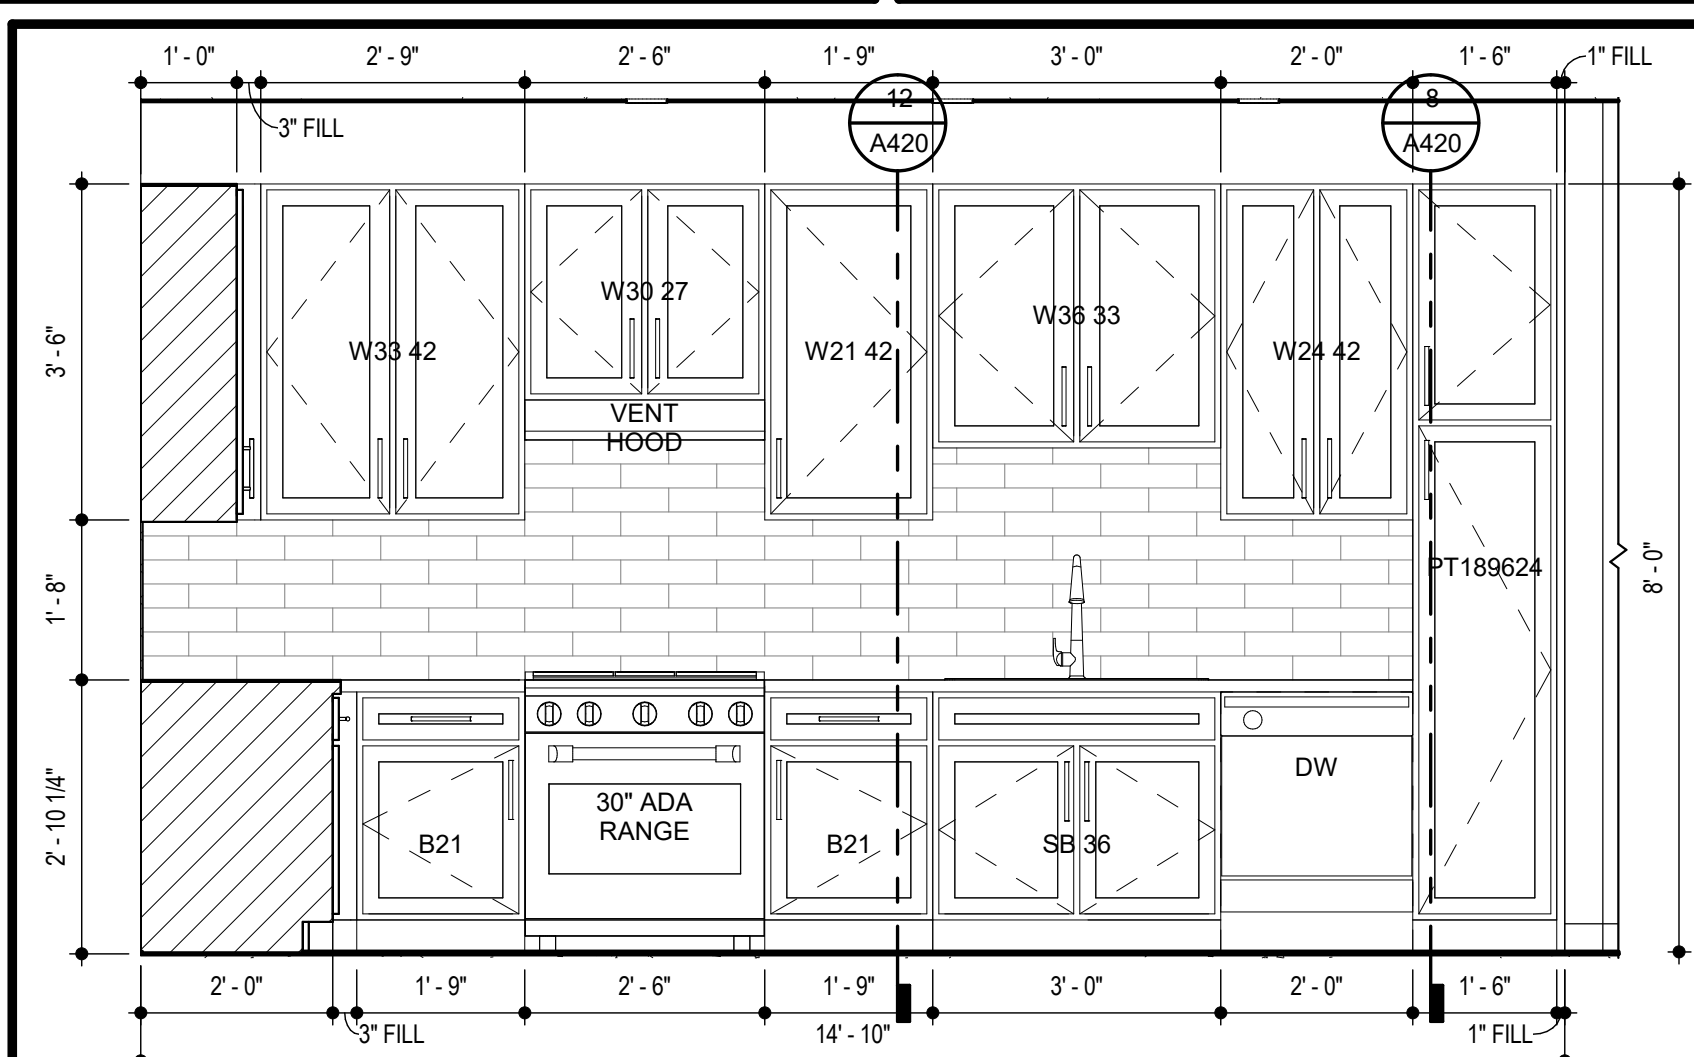 1' - 0"
2' - 9"
2' - 6"
1' - 9"
3' - 0"
2' - 0"
1' - 6"
1" FILL
3" FILL
12
A420
8
A420
W33 42
W30 27
W21 42
W36 33
W24 42
VENT
HOOD
3' - 6"
1' - 8"
2' - 10 1/4"
8' - 0"
PT189624
B21
30" ADA
RANGE
B21
SB 36
DW
2' - 0"
1' - 9"
2' - 6"
1' - 9"
3' - 0"
2' - 0"
1' - 6"
3" FILL
14' - 10"
1" FILL